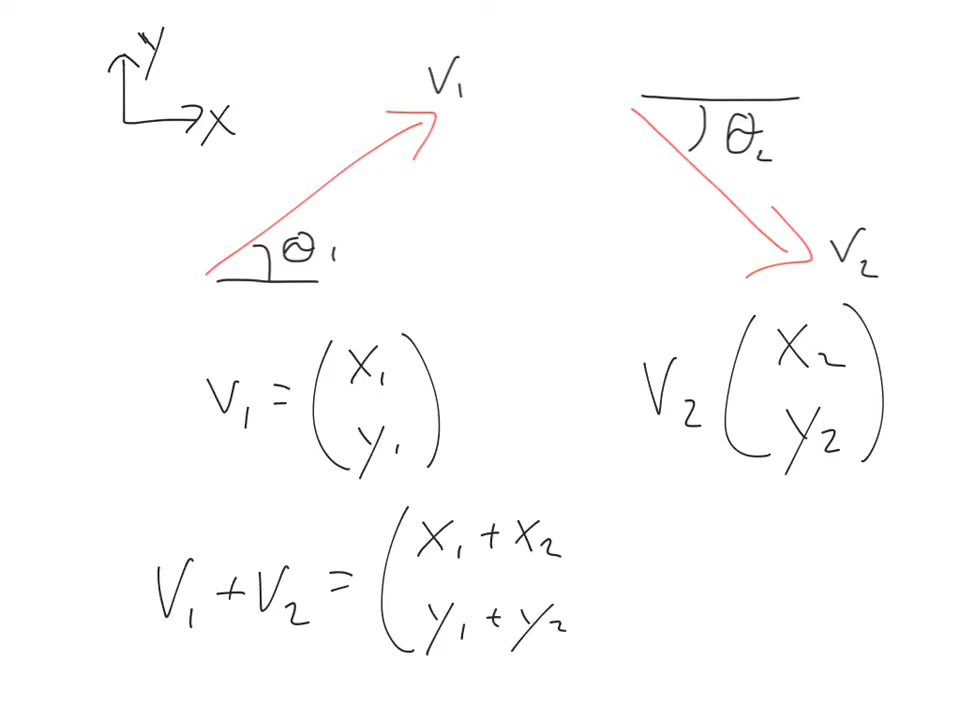 Y
X
V₁
θ₂
θ₁
V₂
V₁ = (X₁
y₁)
V₂ (X₂
y₂)
V₁ + V₂ = (X₁ + X₂
y₁ + y₂